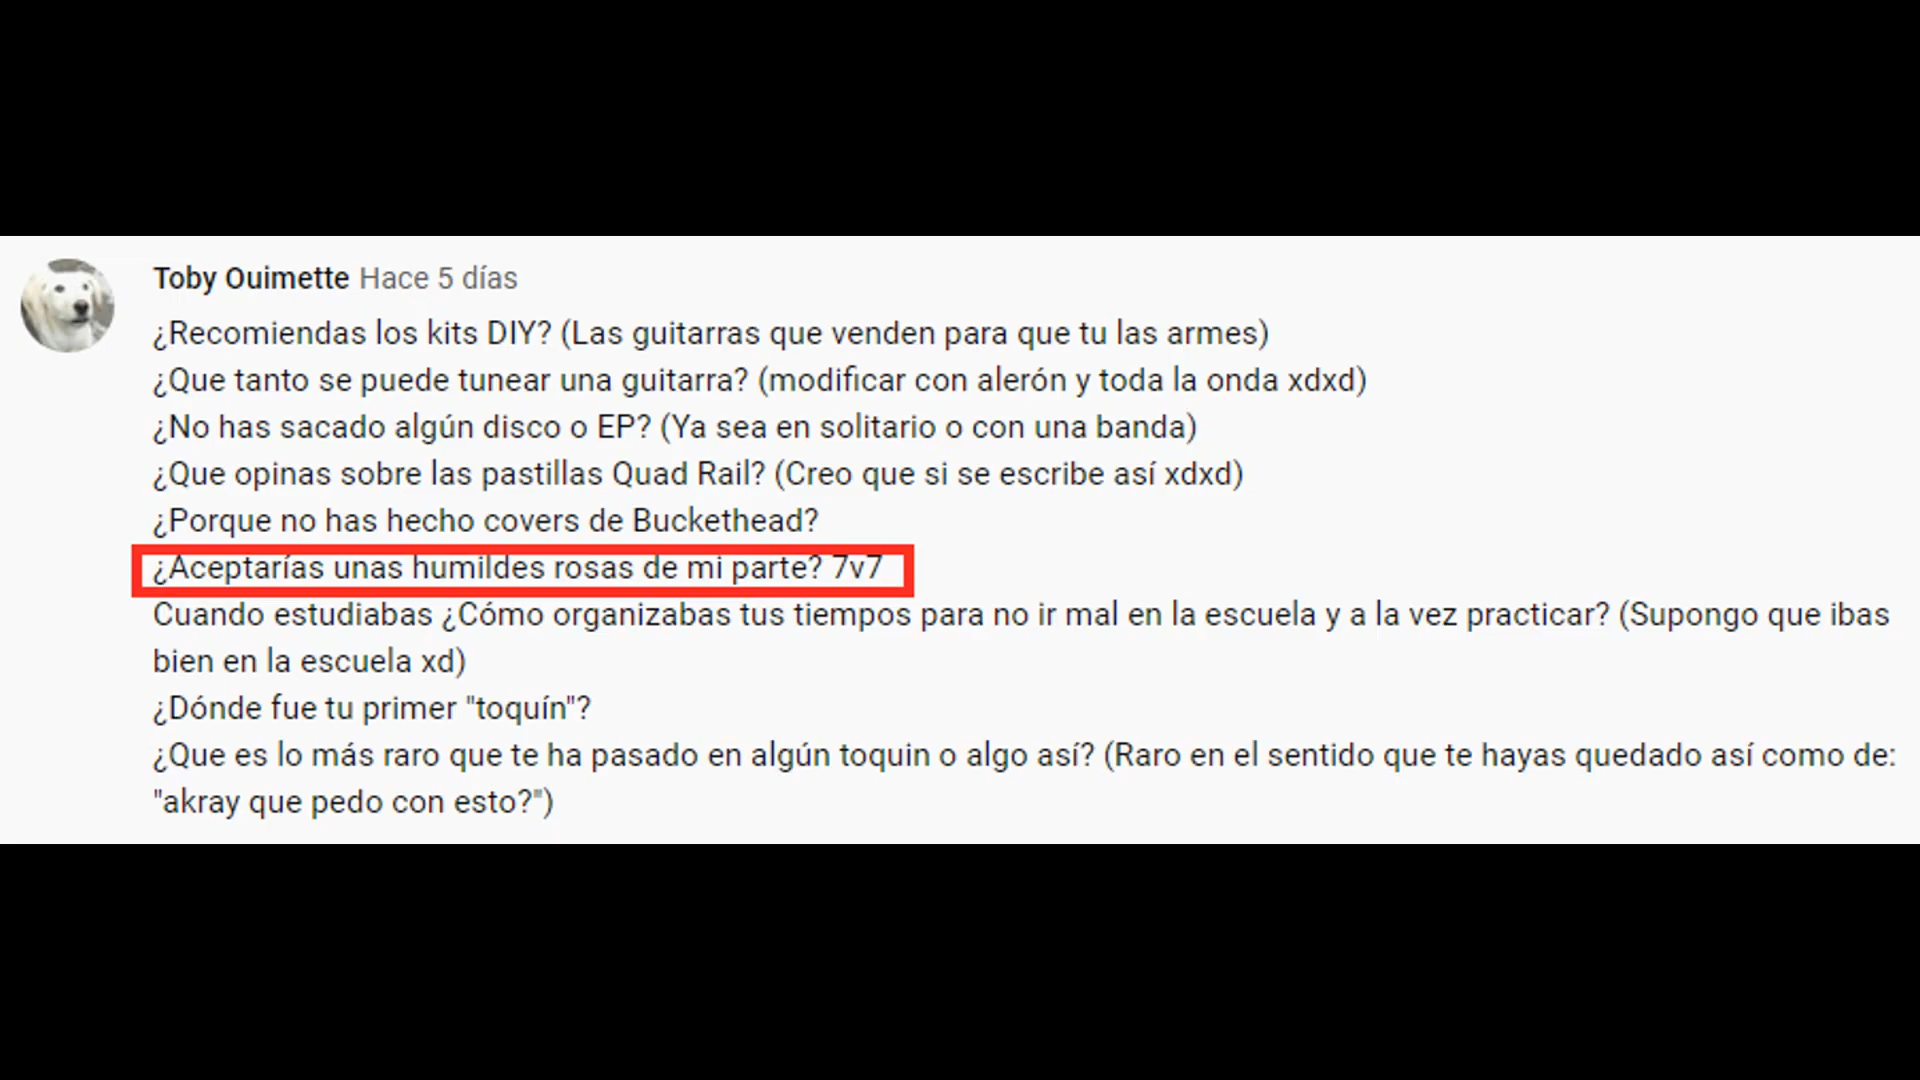 Toby Ouimette Hace 5 días
¿Recomiendas los kits DIY? (Las guitarras que venden para que tu las armes)
¿Que tanto se puede tunear una guitarra? (modificar con alerón y toda la onda xdxd)
¿No has sacado algún disco o EP? (Ya sea en solitario o con una banda)
¿Que opinas sobre las pastillas Quad Rail? (Creo que si se escribe así xdxd)
¿Porque no has hecho covers de Buckethead?
¿Aceptarías unas humildes rosas de mi parte? 7v7
Cuando estudiabas ¿Cómo organizabas tus tiempos para no ir mal en la escuela y a la vez practicar? (Supongo que ibas
bien en la escuela xd)
¿Dónde fue tu primer "toquín"?
¿Que es lo más raro que te ha pasado en algún toquin o algo así? (Raro en el sentido que te hayas quedado así como de:
"akray que pedo con esto?")